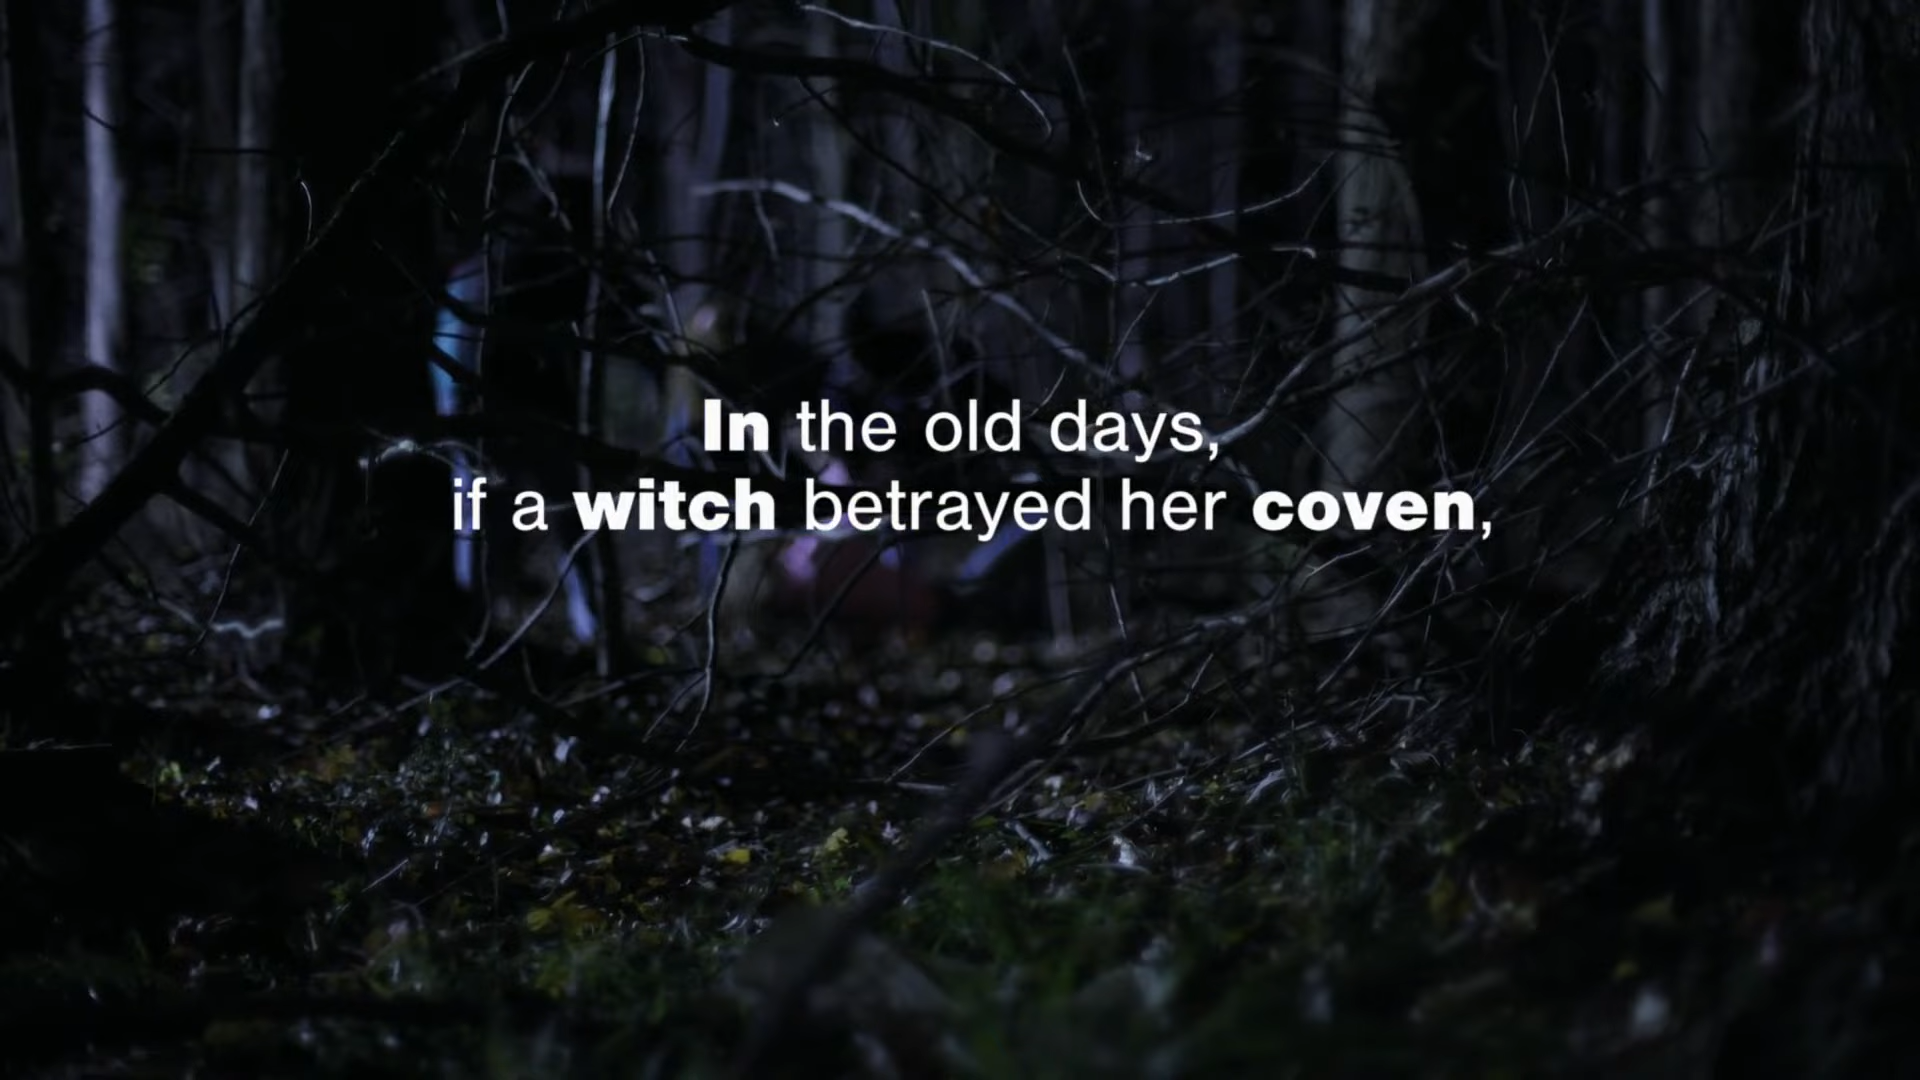 In the old days,
if a witch betrayed her coven,